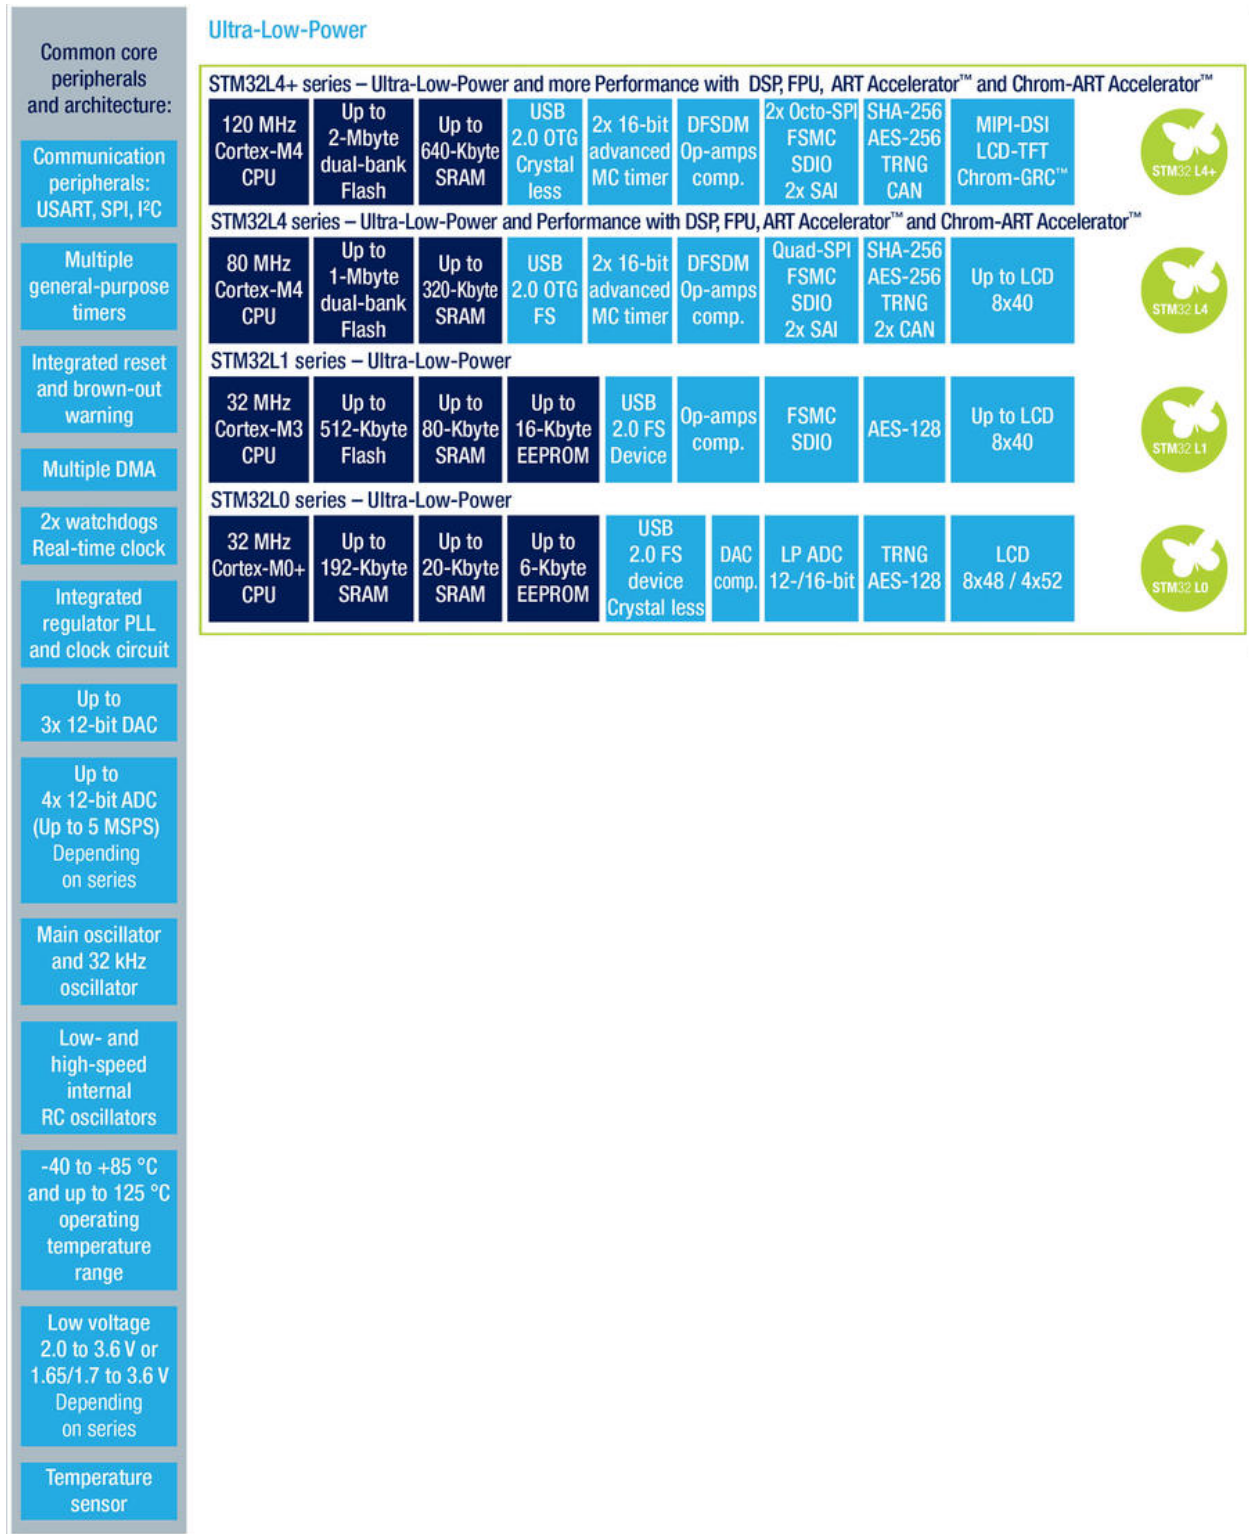 Common core
peripherals
and architecture:
Communication
peripherals:
USART, SPI, I²C
Multiple
general-purpose
timers
Integrated reset
and brown-out
warning
Multiple DMA
2x watchdogs
Real-time clock
Integrated
regulator PLL
and clock circuit
Up to
3x 12-bit DAC
Up to
4x 12-bit ADC
(Up to 5 MSPS)
Depending
on series
Main oscillator
and 32 kHz
oscillator
Low- and
high-speed
internal
RC oscillators
-40 to +85 °C
and up to 125 °C
operating
temperature
range
Low voltage
2.0 to 3.6 V or
1.65/1.7 to 3.6 V
Depending
on series
Temperature
sensor
Ultra-Low-Power
STM32L4+ series – Ultra-Low-Power and more Performance with DSP, FPU, ART Accelerator™ and Chrom-ART Accelerator™
120 MHz
Cortex-M4
CPU
Up to
2-Mbyte
dual-bank
Flash
Up to
640-Kbyte
SRAM
USB
2.0 OTG
Crystal
less
2x 16-bit
advanced
MC timer
DFSDM
Op-amps
comp.
2x Octo-SPI
FSMC
SDIO
2x SAI
SHA-256
AES-256
TRNG
CAN
MIPI-DSI
LCD-TFT
Chrom-GRC™
STM32 L4+
STM32L4 series – Ultra-Low-Power and Performance with DSP, FPU, ART Accelerator™ and Chrom-ART Accelerator™
80 MHz
Cortex-M4
CPU
Up to
1-Mbyte
dual-bank
Flash
Up to
320-Kbyte
SRAM
USB
2.0 OTG
FS
2x 16-bit
advanced
MC timer
DFSDM
Op-amps
comp.
Quad-SPI
FSMC
SDIO
2x SAI
SHA-256
AES-256
TRNG
2x CAN
Up to LCD
8x40
STM32 L4
STM32L1 series – Ultra-Low-Power
32 MHz
Cortex-M3
CPU
Up to
512-Kbyte
Flash
Up to
80-Kbyte
SRAM
Up to
16-Kbyte
EEPROM
USB
2.0 FS
Device
Op-amps
comp.
FSMC
SDIO
AES-128
Up to LCD
8x40
STM32 L1
STM32L0 series – Ultra-Low-Power
32 MHz
Cortex-M0+
CPU
Up to
192-Kbyte
SRAM
Up to
20-Kbyte
SRAM
Up to
6-Kbyte
EEPROM
USB
2.0 FS
device
Crystal less
DAC
comp.
LP ADC
12-/16-bit
TRNG
AES-128
LCD
8x48 / 4x52
STM32 L0